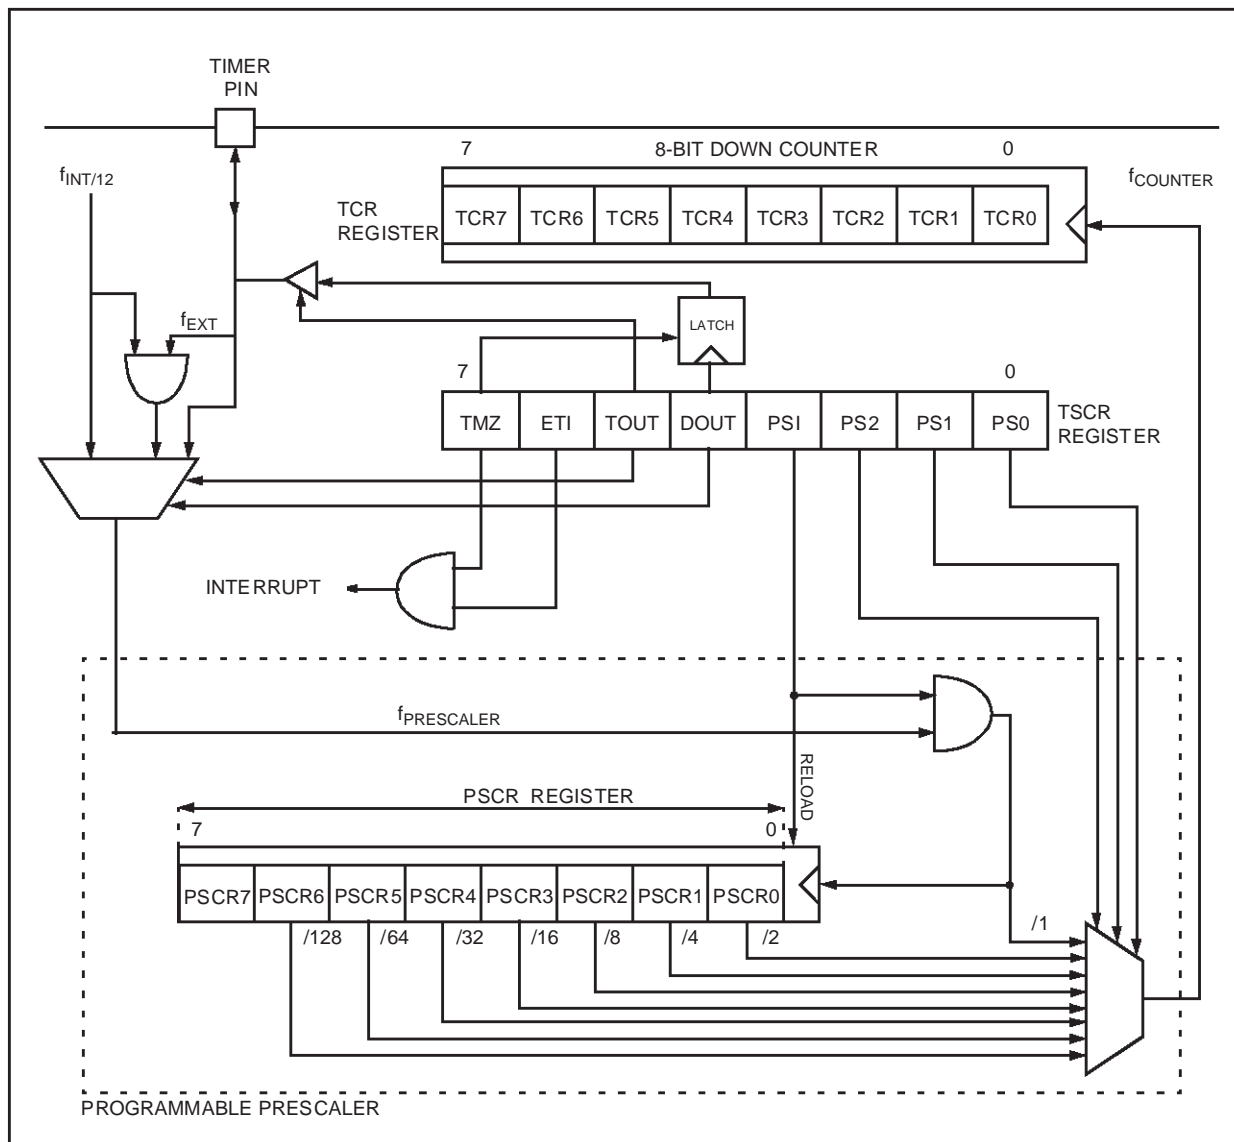 TIMER
PIN
7 8-BIT DOWN COUNTER 0
fINT/12
fCOUNTER
TCR
REGISTER
TCR7 TCR6 TCR5 TCR4 TCR3 TCR2 TCR1 TCR0
fEXT
LATCH
7 0
TMZ ETI TOUT DOUT PSI PS2 PS1 PS0
TSCR
REGISTER
INTERRUPT
fPRESCALER
RELOAD
PSCR REGISTER
7 0
PSCR7 PSCR6 PSCR5 PSCR4 PSCR3 PSCR2 PSCR1 PSCR0
/128 /64 /32 /16 /8 /4 /2 /1
PROGRAMMABLE PRESCALER